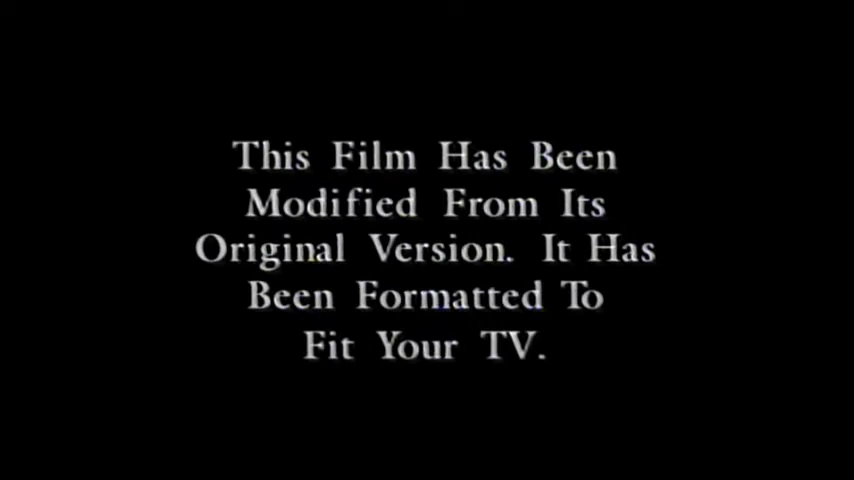 This Film Has Been
Modified From Its
Original Version. It Has
Been Formatted To
Fit Your TV.